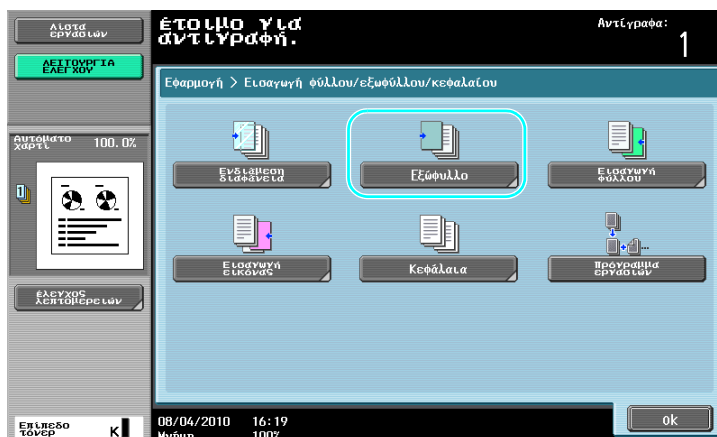 Λίστα
εργασιών
έτοιμο για
αντιγραφή.
Αντίγραφα:
1
ΛΕΙΤΟΥΡΓΙΑ
ΕΛΕΓΧΟΥ
Εφαρμογή > Εισαγωγή φύλλου/εξωφύλλου/κεφαλαίου
Αυτόματο
χαρτί
100.0%
1
Ενδιάμεση
διαφάνεια
Εξώφυλλο
Εισαγωγή
φύλλου
Εισαγωγή
εικόνας
Κεφάλαια
Πρόγραμμα
εργασιών
έλεγχος
λεπτομερειών
Επίπεδο
τόνερ
K
08/04/2010 16:19
Μνήμη 100%
ok